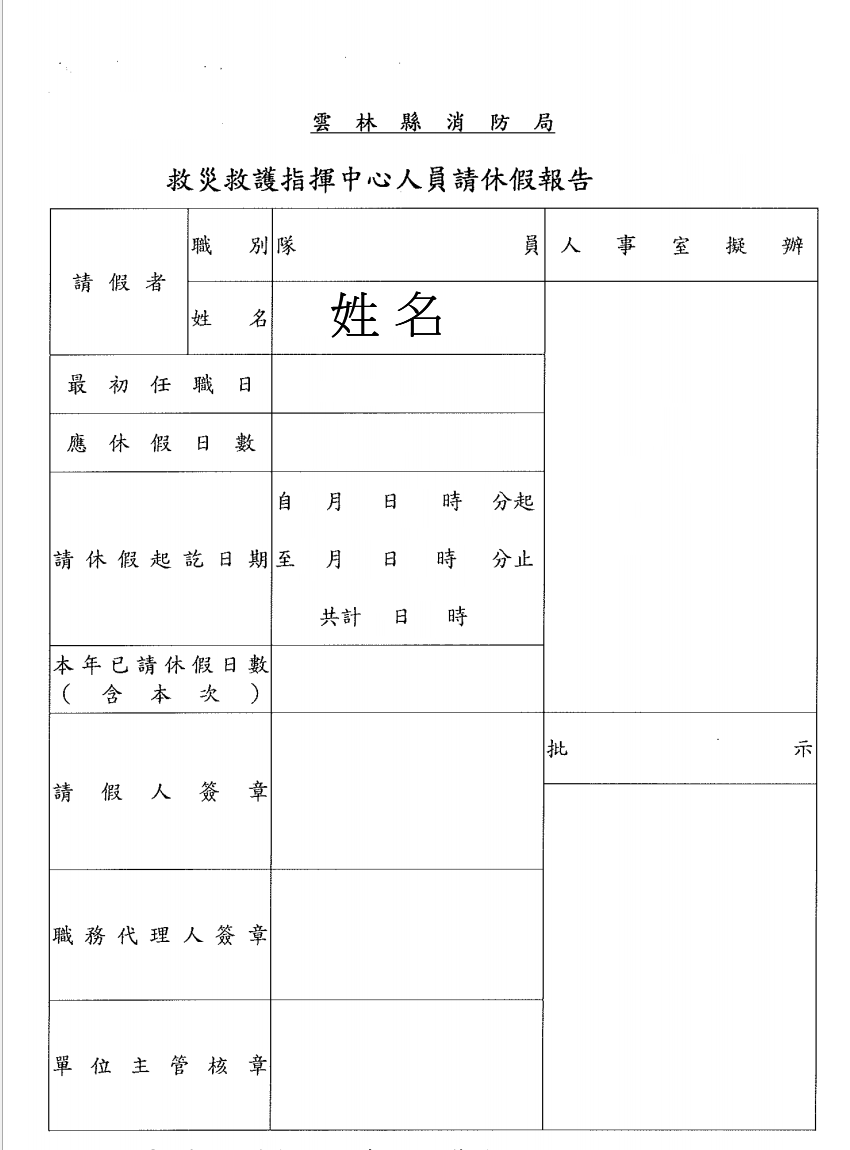 雲林縣消防局
救災救護指揮中心人員請休假報告
請假者
職別
隊員
人事室擬辦
姓名
姓名
最初任職日
應休假日數
請休假起訖日期
自 月 日 時 分起
至 月 日 時 分止
共計 日 時
本年已請休假日數
(含本次)
請假人簽章
批示
職務代理人簽章
單位主管核章